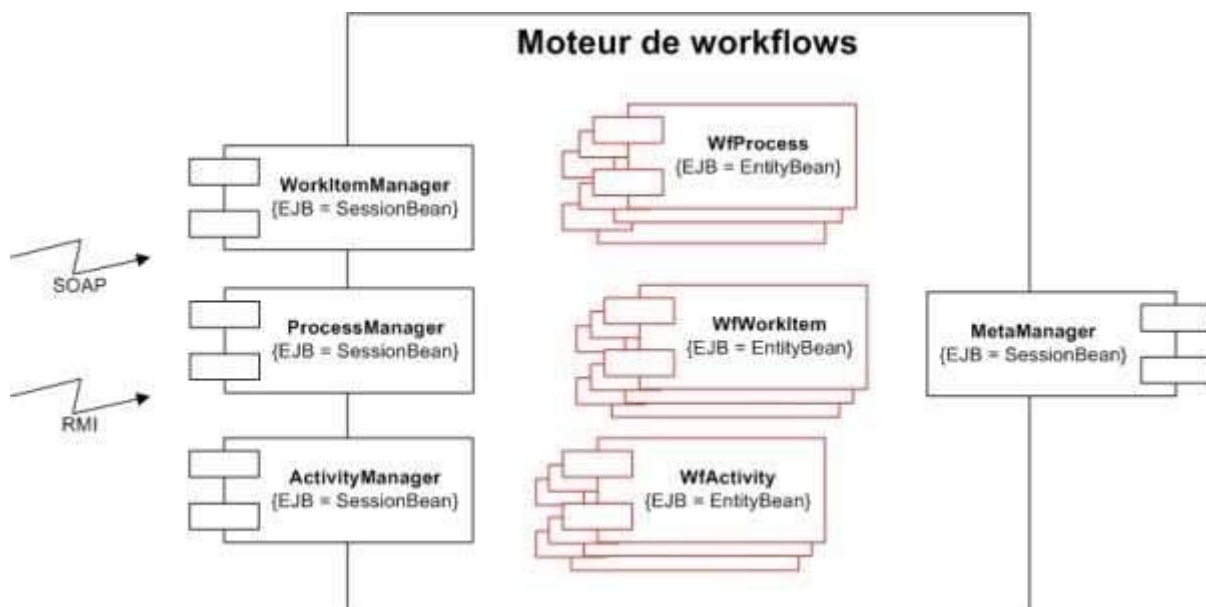 Moteur de workflows
WfProcess
{EJB = EntityBean}
WorkItemManager
{EJB = SessionBean}
SOAP
ProcessManager
{EJB = SessionBean}
WfWorkItem
{EJB = EntityBean}
MetaManager
{EJB = SessionBean}
RMI
ActivityManager
{EJB = SessionBean}
WfActivity
{EJB = EntityBean}